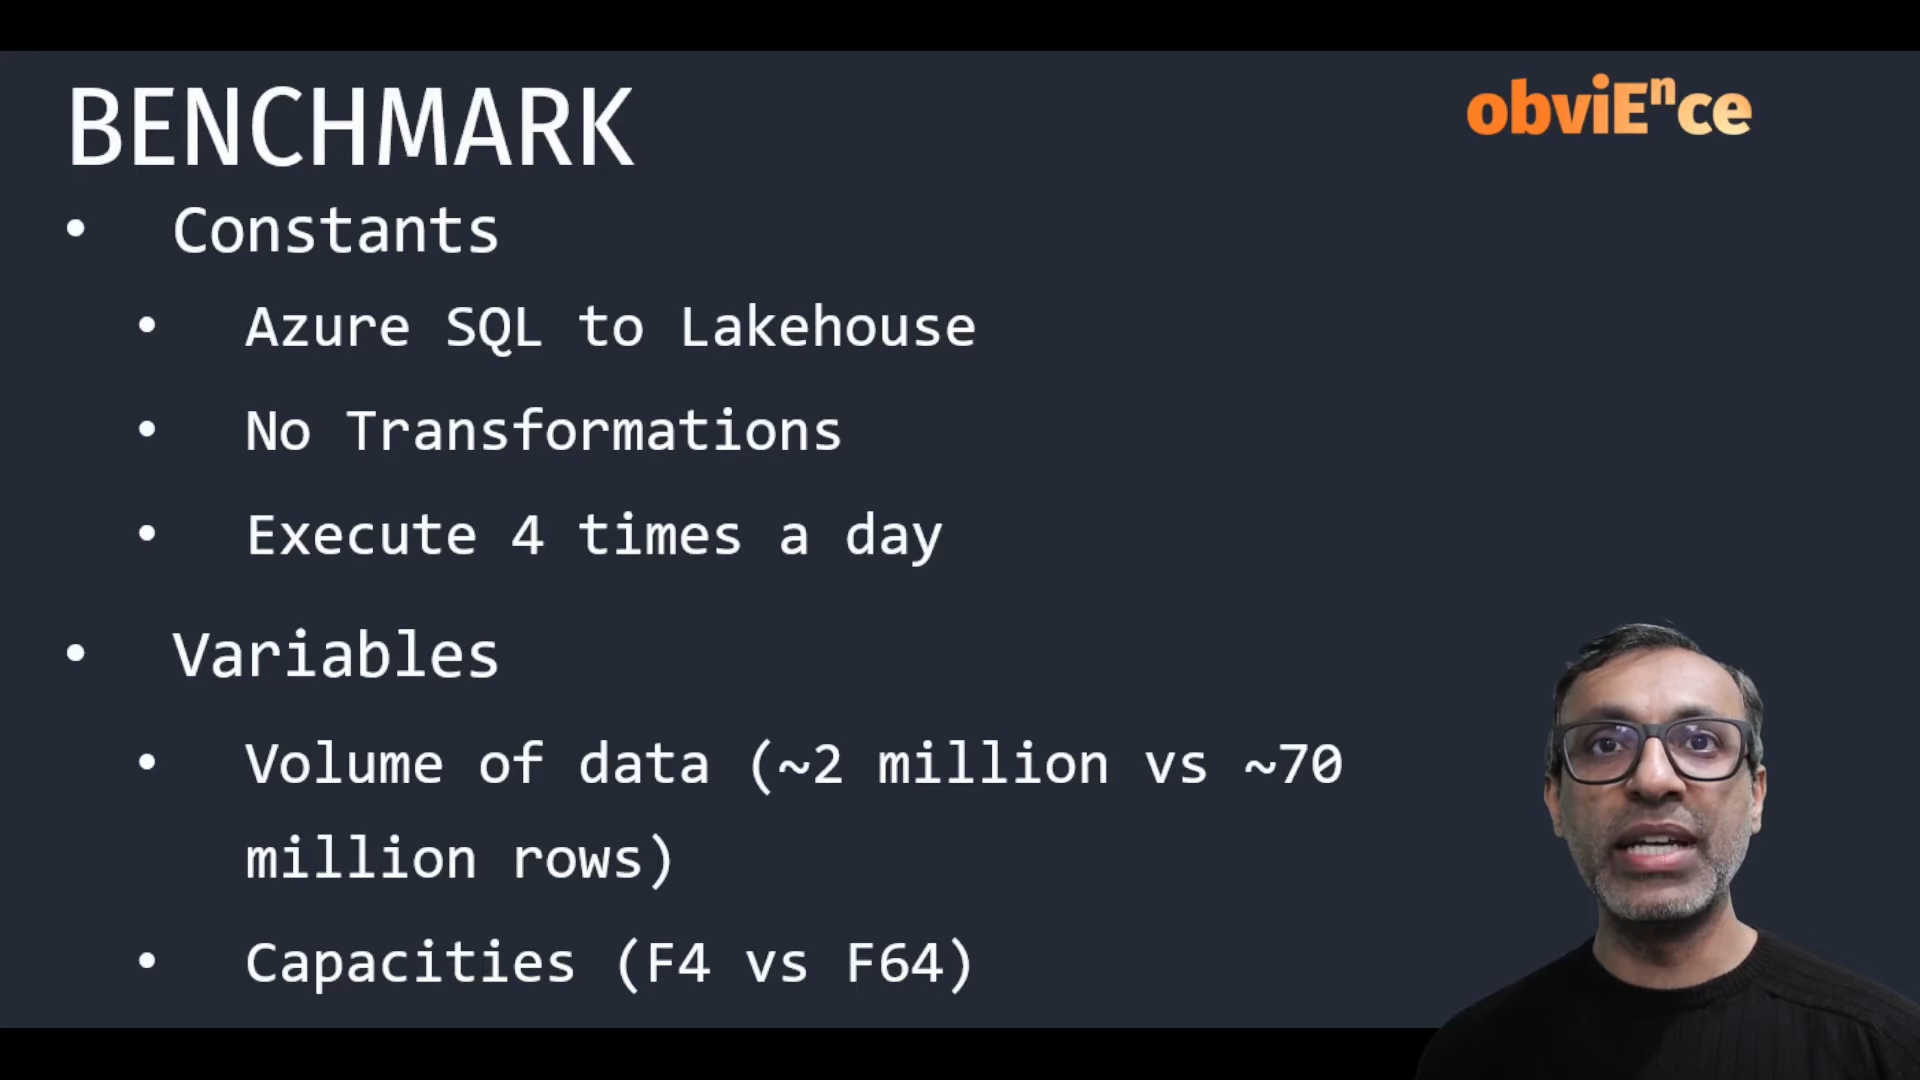 BENCHMARK
obviEnce
• Constants
• Azure SQL to Lakehouse
• No Transformations
• Execute 4 times a day
• Variables
• Volume of data (~2 million vs ~70
million rows)
• Capacities (F4 vs F64)